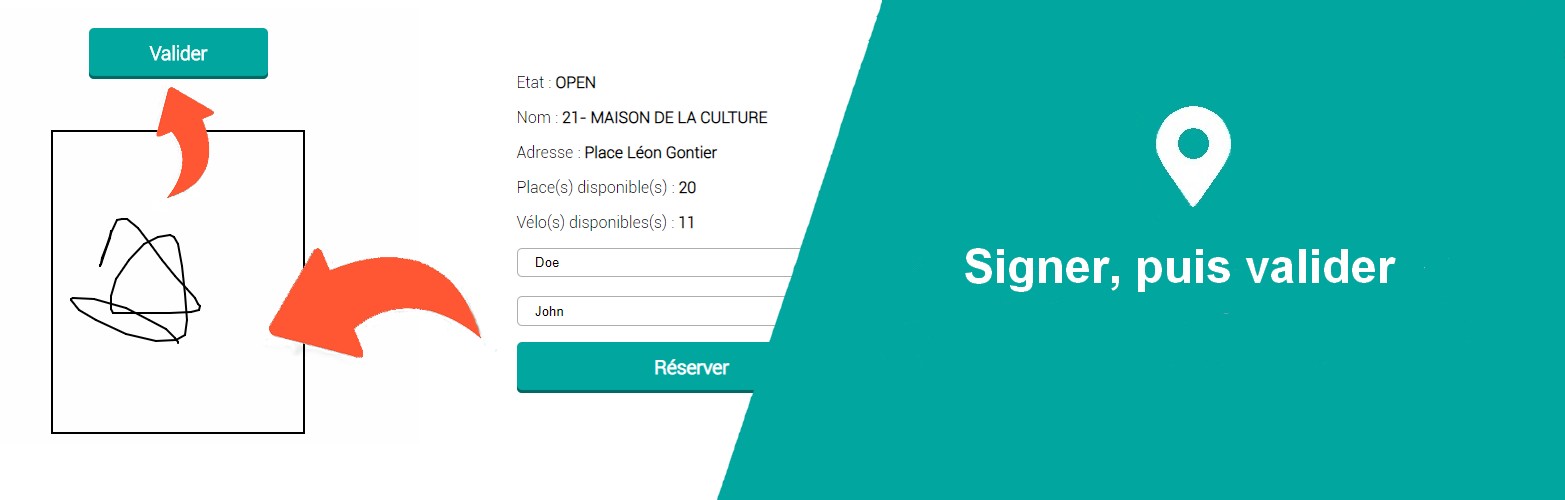 Valider
Etat : OPEN
Nom : 21- MAISON DE LA CULTURE
Adresse : Place Léon Gontier
Place(s) disponible(s) : 20
Vélo(s) disponibles(s) : 11
Doe
John
Réserver
Signer, puis valider